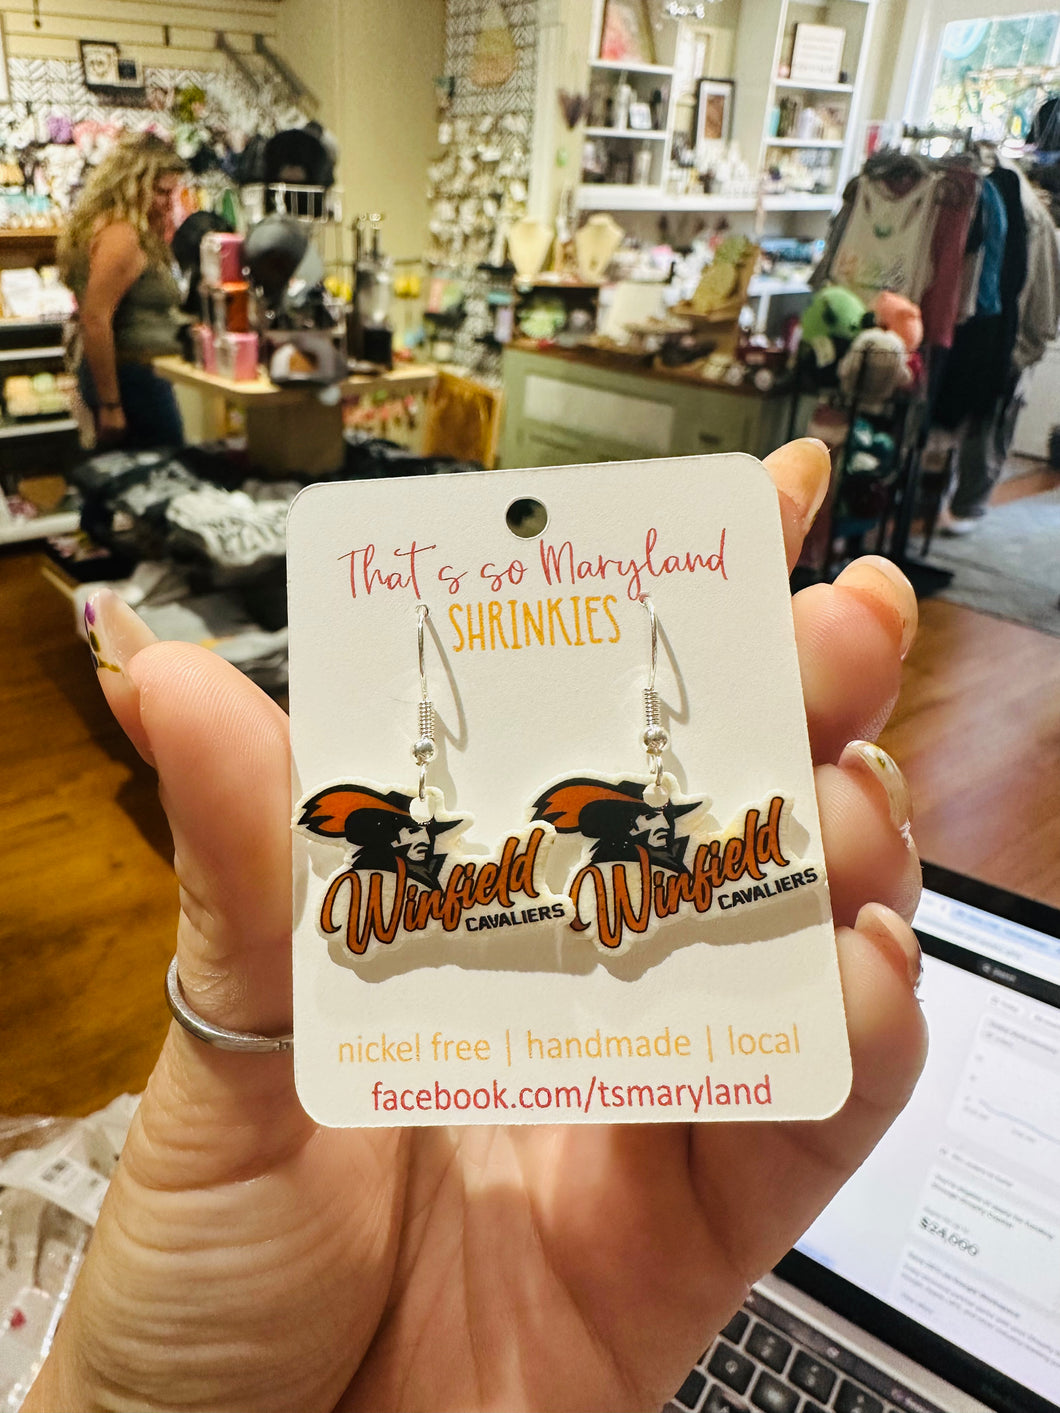 That's so Maryland
SHRINKIES
Winfield
CAVALIERS
Winfield
CAVALIERS
nickel free | handmade | local
facebook.com/tsmaryland
$24,000